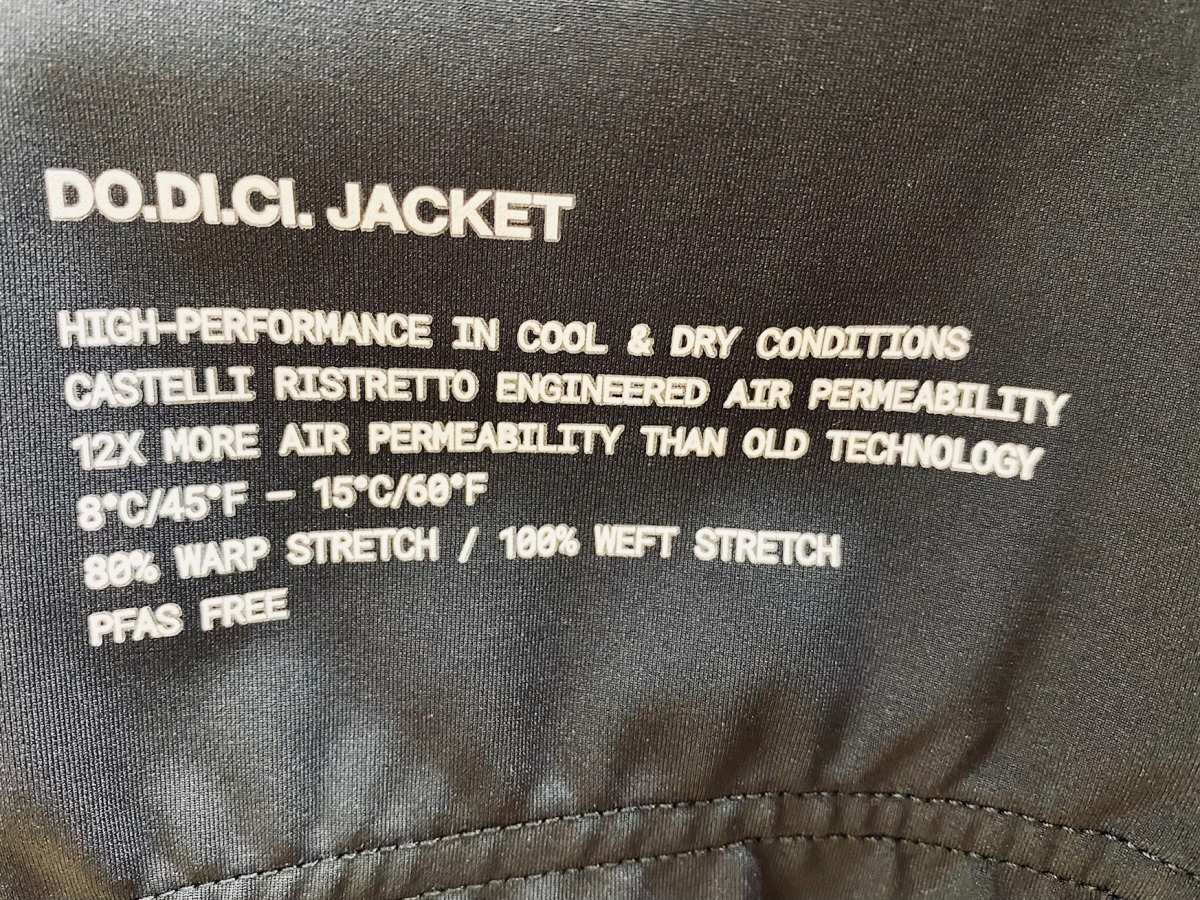 DO.DI.CI. JACKET
HIGH-PERFORMANCE IN COOL & DRY CONDITIONS
CASTELLI RISTRETTO ENGINEERED AIR PERMEABILITY
12X MORE AIR PERMEABILITY THAN OLD TECHNOLOGY
8°C/45°F – 15°C/60°F
80% WARP STRETCH / 100% WEFT STRETCH
PFAS FREE